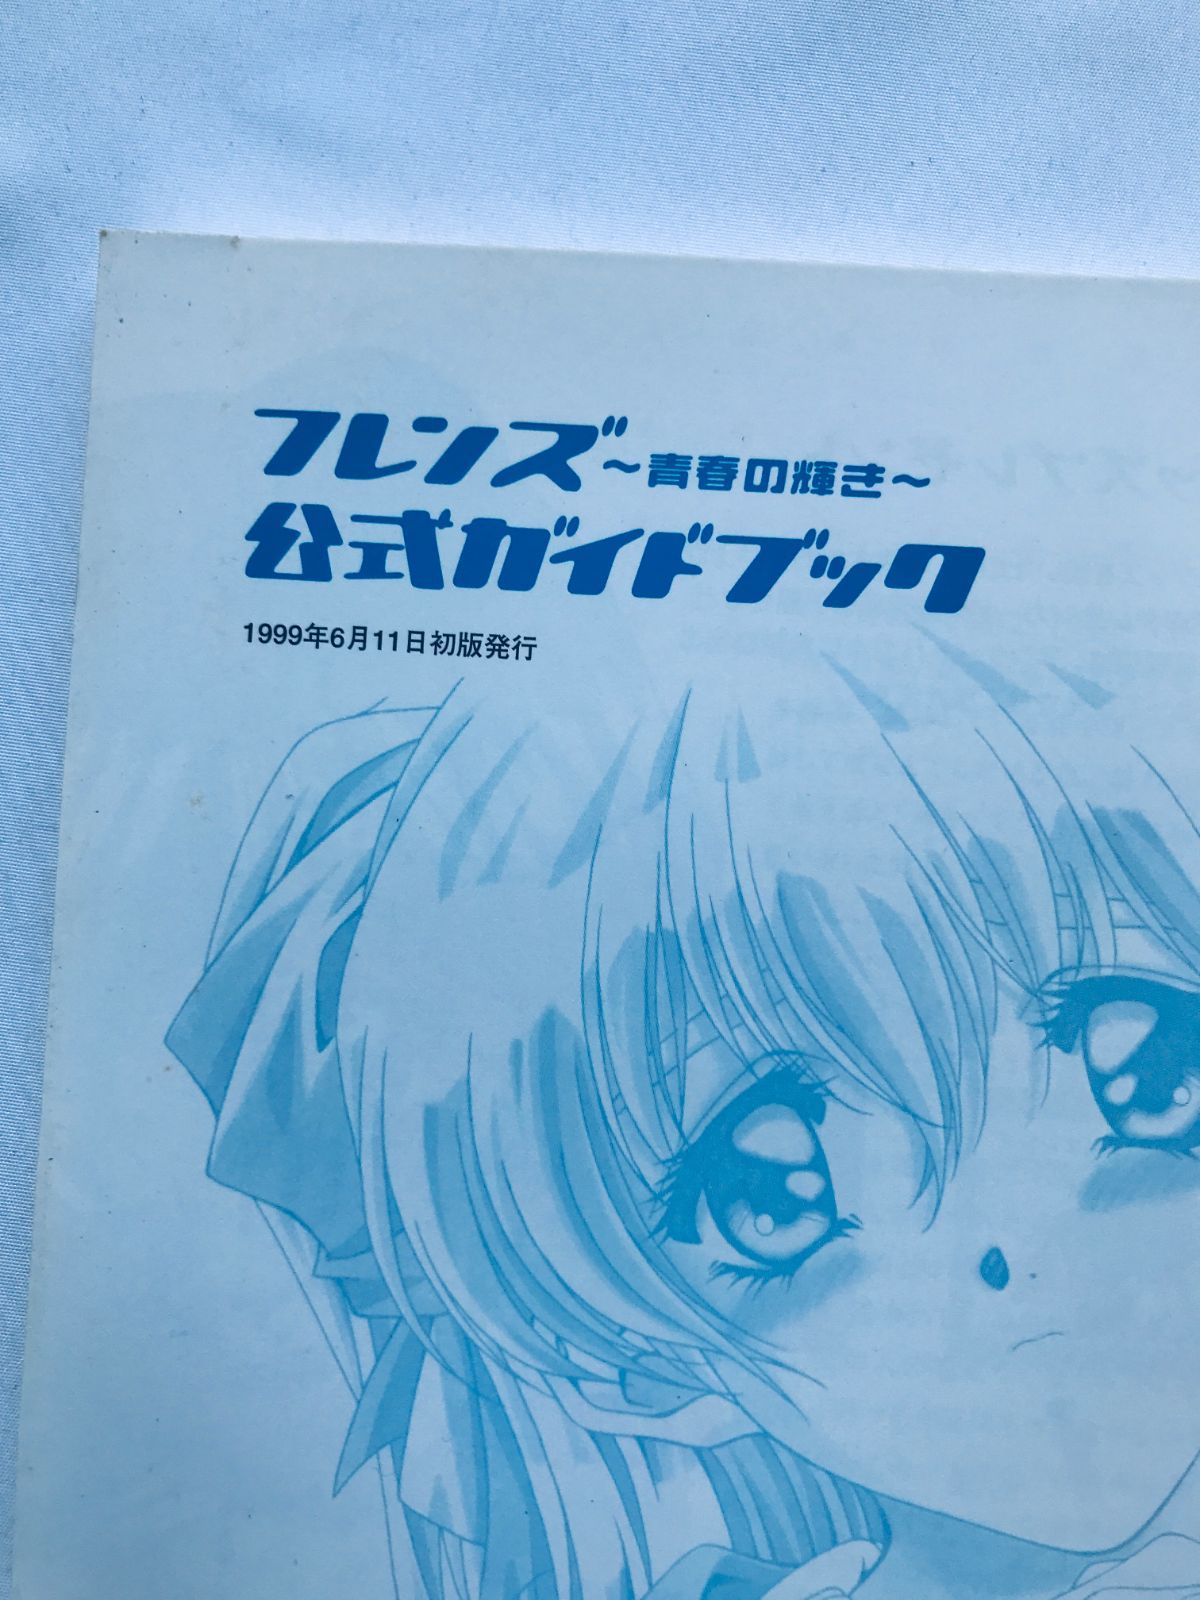 フレンズ~青春の輝き~
公式ガイドブック
1999年6月11日初版発行